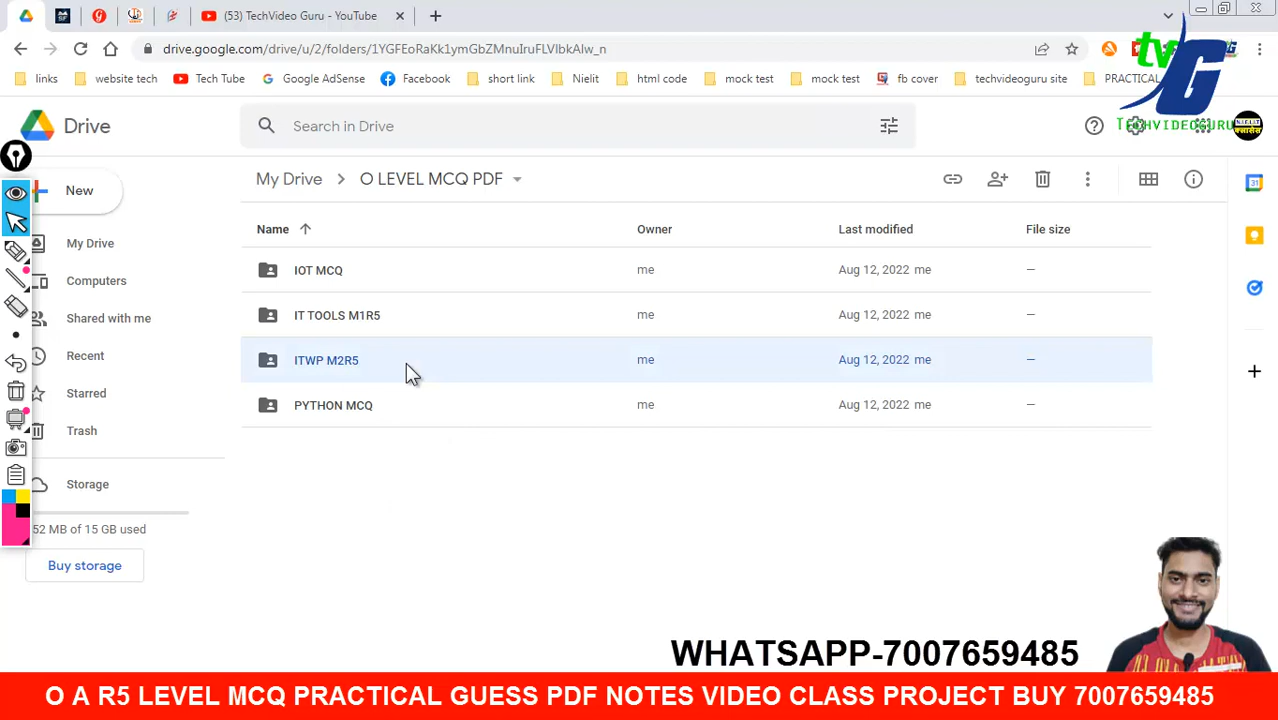 (53) TechVideo Guru - YouTube
drive.google.com/drive/u/2/folders/1YGFEoRaKk1ymGbZMnuIruFLVlbkAlw_n
links
website tech
Tech Tube
Google AdSense
Facebook
short link
Nielit
html code
mock test
mock test
fb cover
techvideoguru site
PRACTICAL
tvG
TECHVIDEOGURU
Drive
Search in Drive
New
My Drive
Computers
Shared with me
Recent
Starred
Trash
Storage
52 MB of 15 GB used
Buy storage
My Drive > O LEVEL MCQ PDF
Name Owner Last modified File size
IOT MCQ me Aug 12, 2022 me —
IT TOOLS M1R5 me Aug 12, 2022 me —
ITWP M2R5 me Aug 12, 2022 me —
PYTHON MCQ me Aug 12, 2022 me —
31
WHATSAPP-7007659485
O A R5 LEVEL MCQ PRACTICAL GUESS PDF NOTES VIDEO CLASS PROJECT BUY 7007659485